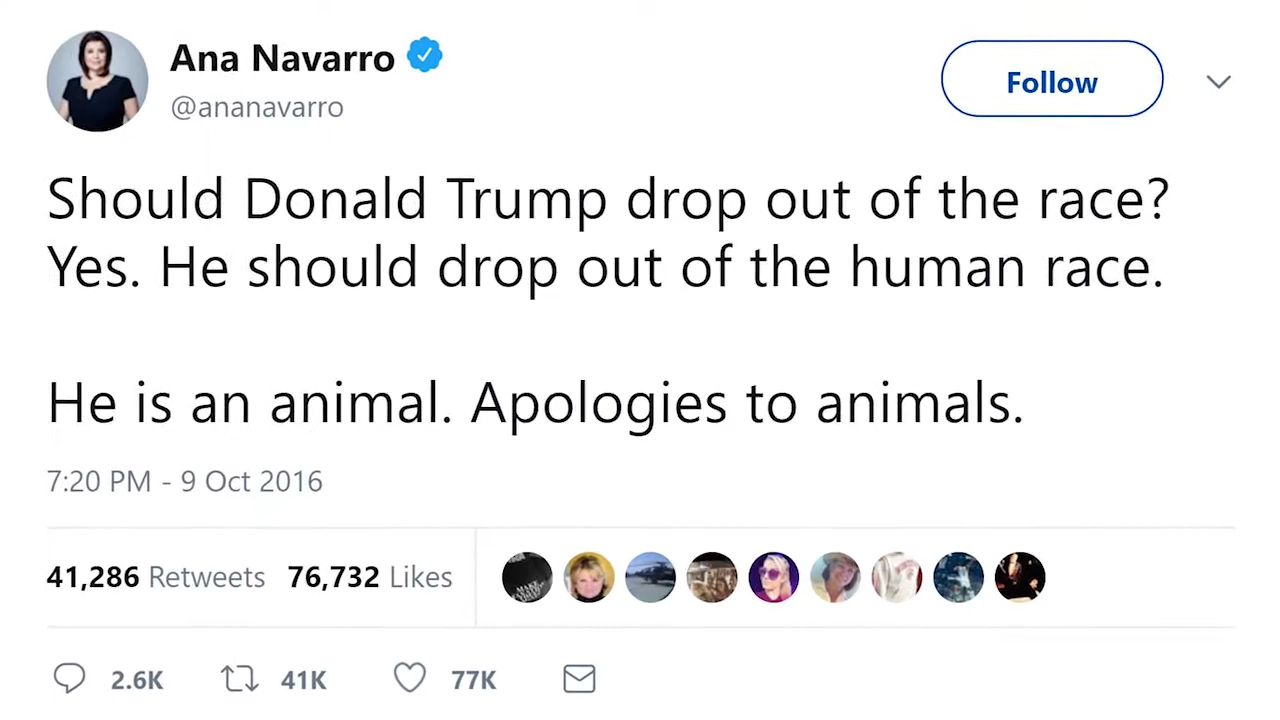 Ana Navarro
Follow
@ananavarro
Should Donald Trump drop out of the race?
Yes. He should drop out of the human race.
He is an animal. Apologies to animals.
7:20 PM - 9 Oct 2016
41,286 Retweets 76,732 Likes
2.6K 41K 77K